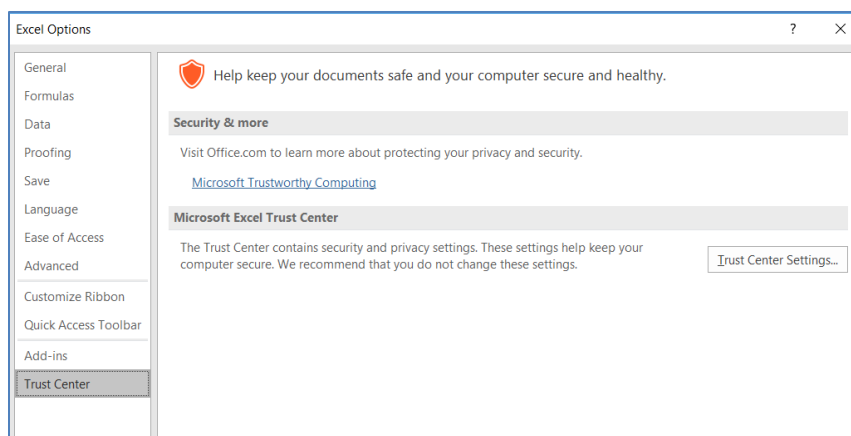 Excel Options
?
×
General
Formulas
Data
Proofing
Save
Language
Ease of Access
Advanced
Customize Ribbon
Quick Access Toolbar
Add-ins
Trust Center
Help keep your documents safe and your computer secure and healthy.
Security & more
Visit Office.com to learn more about protecting your privacy and security.
Microsoft Trustworthy Computing
Microsoft Excel Trust Center
The Trust Center contains security and privacy settings. These settings help keep your
computer secure. We recommend that you do not change these settings.
Trust Center Settings...